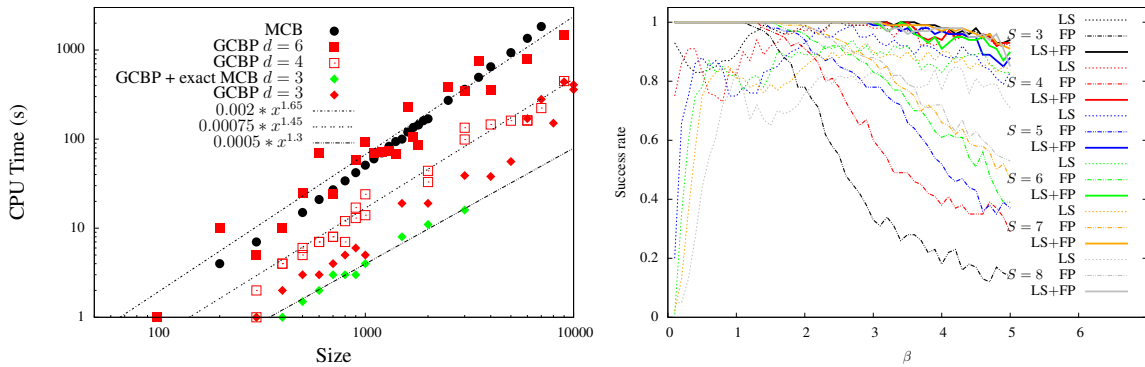 1000
100
10
1
100
1000
10000
CPU Time (s)
Size
MCB
GCBP d = 6
GCBP d = 4
GCBP + exact MCB d = 3
GCBP d = 3
0.002 ∗ x^1.65
0.00075 ∗ x^1.45
0.0005 ∗ x^1.3
1
0.8
0.6
0.4
0.2
0
0
1
2
3
4
5
6
Success rate
β
LS
S = 3 FP
LS+FP
LS
S = 4 FP
LS+FP
LS
S = 5 FP
LS+FP
LS
S = 6 FP
LS+FP
LS
S = 7 FP
LS+FP
LS
S = 8 FP
LS+FP